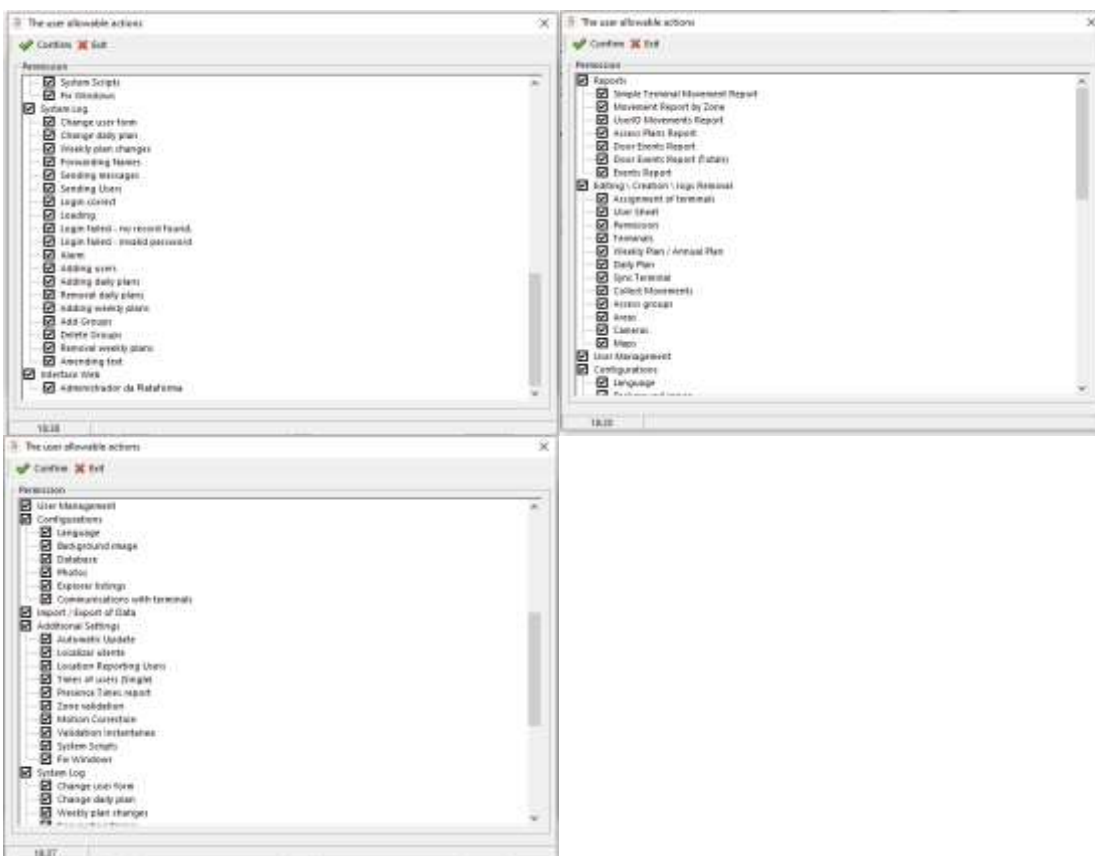 The user allowable actions
Confirm Exit
Permission
System Scripts
Fix Windows
System Log
Change user form
Change daily plan
Weekly plan changes
Forwarding Names
Sending messages
Sending Users
Login correct
Loading
Login failed - no record found.
Login failed - invalid password
Alarm
Adding users
Adding daily plans
Removal daily plans
Adding weekly plans
Add Groups
Delete Groups
Removal weekly plans
Amending text
Interface Web
Administrador da Plataforma
The user allowable actions
Confirm Exit
Permission
Reports
Simple Terminal Movement Report
Movement Report by Zone
UserID Movements Report
Access Plans Report
Door Events Report
Door Events Report (Totals)
Events Report
Editing \ Creation \ logs Removal
Assignment of terminals
User Sheet
Permission
Terminals
Weekly Plan / Annual Plan
Daily Plan
Sync Terminal
Collect Movements
Access groups
Areas
Cameras
Maps
User Management
Configurations
Language
The user allowable actions
Confirm Exit
Permission
User Management
Configurations
Language
Background image
Database
Photos
Explorer listings
Communications with terminals
Import / Export of Data
Additional Settings
Automatic Update
Localizar utente
Location Reporting Users
Times of users (Single)
Presence Times report
Zone validation
Motion Correction
Validation Instantanea
System Scripts
Fix Windows
System Log
Change user form
Change daily plan
Weekly plan changes